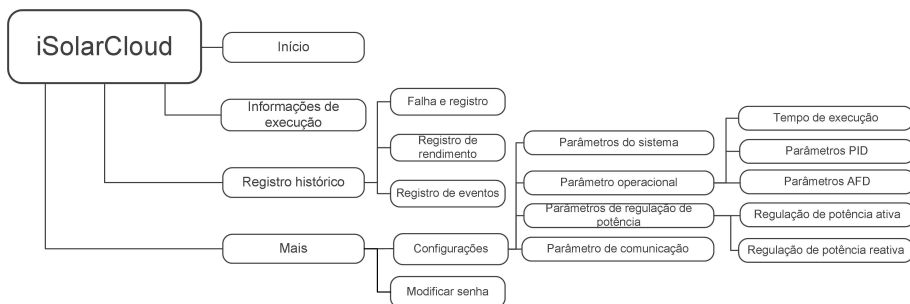 iSolarCloud
Início
Informações de
execução
Registro histórico
Mais
Falha e registro
Registro de
rendimento
Registro de eventos
Configurações
Modificar senha
Parâmetros do sistema
Parâmetro operacional
Parâmetros de regulação de
potência
Parâmetro de comunicação
Tempo de execução
Parâmetros PID
Parâmetros AFD
Regulação de potência ativa
Regulação de potência reativa